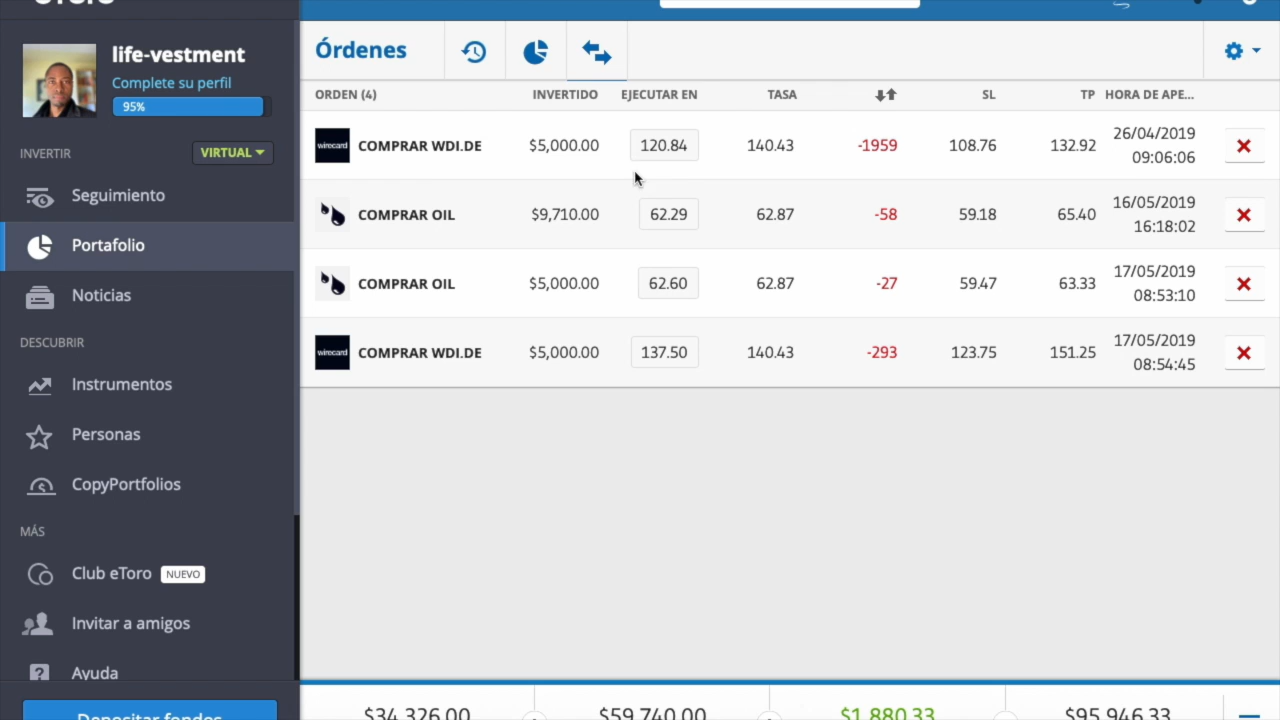 life-vestment
Complete su perfil
95%
INVERTIR
VIRTUAL
Seguimiento
Portafolio
Noticias
DESCUBRIR
Instrumentos
Personas
CopyPortfolios
MÁS
Club eToro NUEVO
Invitar a amigos
Ayuda
Depositar fondos
Órdenes
ORDEN (4) INVERTIDO EJECUTAR EN TASA SL TP HORA DE APE...
wirecard COMPRAR WDI.DE $5,000.00 120.84 140.43 -1959 108.76 132.92 26/04/2019 09:06:06
COMPRAR OIL $9,710.00 62.29 62.87 -58 59.18 65.40 16/05/2019 16:18:02
COMPRAR OIL $5,000.00 62.60 62.87 -27 59.47 63.33 17/05/2019 08:53:10
wirecard COMPRAR WDI.DE $5,000.00 137.50 140.43 -293 123.75 151.25 17/05/2019 08:54:45
$34,326.00 $59,740.00 $1,880.33 $95,946.33